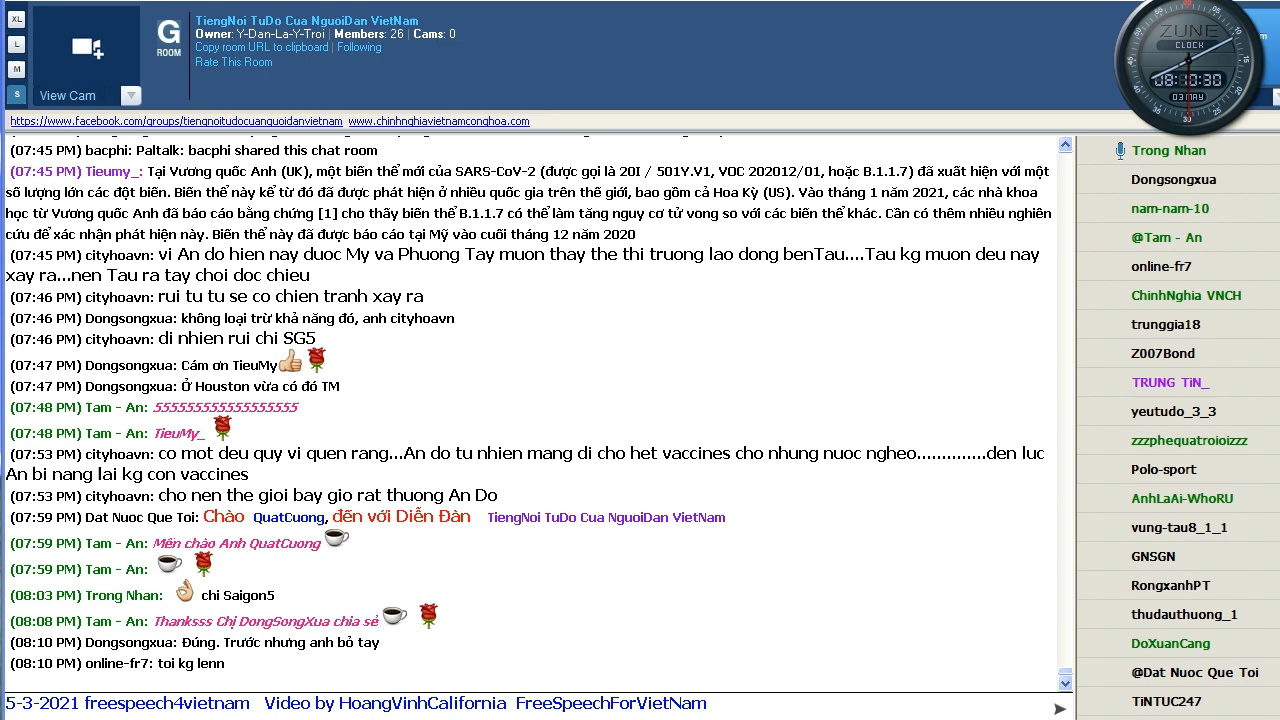 XL
L
M
S
View Cam
G
ROOM
TiengNoi TuDo Cua NguoiDan VietNam
Owner: Y-Dan-La-Y-Troi | Members: 26 | Cams: 0
Copy room URL to clipboard | Following
Rate This Room
ZUNE
CLOCK
08:10:30
03 MAY
https://www.facebook.com/groups/tiengnoitudocuanguoidanvietnam www.chinhnghiavietnamconghoa.com
(07:45 PM) bacphi: Paltalk: bacphi shared this chat room
(07:45 PM) Tieumy_: Tại Vương quốc Anh (UK), một biến thể mới của SARS-CoV-2 (được gọi là 20I / 501Y.V1, VOC 202012/01, hoặc B.1.1.7) đã xuất hiện với một
số lượng lớn các đột biến. Biến thể này kể từ đó đã được phát hiện ở nhiều quốc gia trên thế giới, bao gồm cả Hoa Kỳ (US). Vào tháng 1 năm 2021, các nhà khoa
học từ Vương quốc Anh đã báo cáo bằng chứng [1] cho thấy biến thể B.1.1.7 có thể làm tăng nguy cơ tử vong so với các biến thể khác. Cần có thêm nhiều nghiên
cứu để xác nhận phát hiện này. Biến thể này đã được báo cáo tại Mỹ vào cuối tháng 12 năm 2020
(07:45 PM) cityhoavn: vi An do hien nay duoc My va Phuong Tay muon thay the thi truong lao dong benTau....Tau kg muon deu nay
xay ra...nen Tau ra tay choi doc chieu
(07:46 PM) cityhoavn: rui tu tu se co chien tranh xay ra
(07:46 PM) Dongsongxua: không loại trừ khả năng đó, anh cityhoavn
(07:46 PM) cityhoavn: di nhien rui chi SG5
(07:47 PM) Dongsongxua: Cám ơn TieuMy
(07:47 PM) Dongsongxua: Ở Houston vừa có đó TM
(07:48 PM) Tam - An: 5555555555555555555
(07:48 PM) Tam - An: TieuMy_
(07:53 PM) cityhoavn: co mot deu quy vi quen rang...An do tu nhien mang di cho het vaccines cho nhung nuoc ngheo..............den luc
An bi nang lai kg con vaccines
(07:53 PM) cityhoavn: cho nen the gioi bay gio rat thuong An Do
(07:59 PM) Dat Nuoc Que Toi: Chào QuatCuong, đến với Diễn Đàn TiengNoi TuDo Cua NguoiDan VietNam
(07:59 PM) Tam - An: Mến chào Anh QuatCuong
(07:59 PM) Tam - An:
(08:03 PM) Trong Nhan: chi Saigon5
(08:08 PM) Tam - An: Thanksss Chị DongSongXua chia sẻ
(08:10 PM) Dongsongxua: Đúng. Trước nhưng anh bỏ tay
(08:10 PM) online-fr7: toi kg lenn
5-3-2021 freespeech4vietnam Video by HoangVinhCalifornia FreeSpeechForVietNam
Trong Nhan
Dongsongxua
nam-nam-10
@Tam - An
online-fr7
ChinhNghia VNCH
trunggia18
Z007Bond
TRUNG TiN_
yeutudo_3_3
zzzphequatroioizzz
Polo-sport
AnhLaAi-WhoRU
vung-tau8_1_1
GNSGN
RongxanhPT
thudauthuong_1
DoXuanCang
@Dat Nuoc Que Toi
TiNTUC247